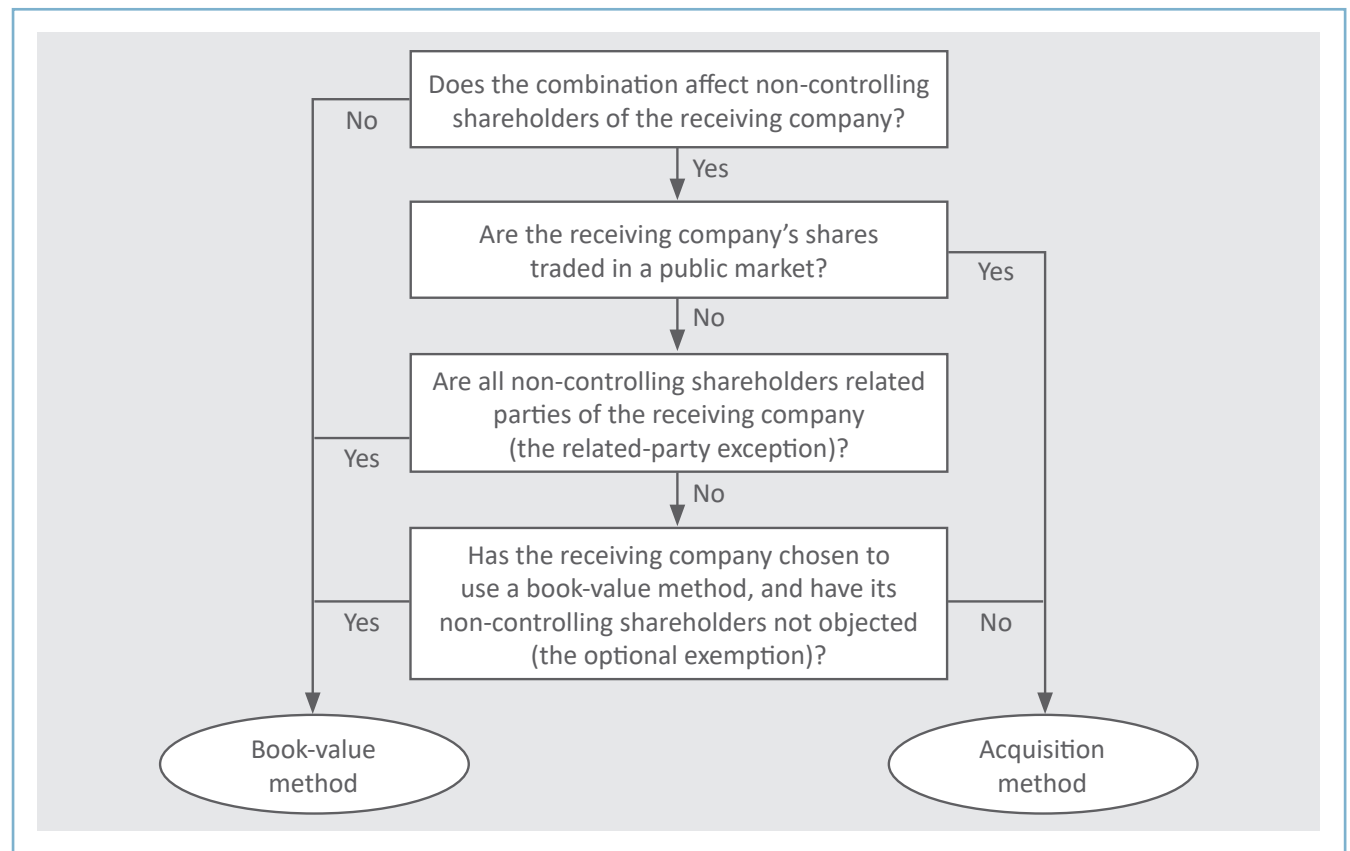 Does the combination affect non-controlling
shareholders of the receiving company?
No
Yes
Are the receiving company’s shares
traded in a public market?
Yes
No
Are all non-controlling shareholders related
parties of the receiving company
(the related-party exception)?
Yes
No
Has the receiving company chosen to
use a book-value method, and have its
non-controlling shareholders not objected
(the optional exemption)?
Yes
No
Book-value
method
Acquisition
method